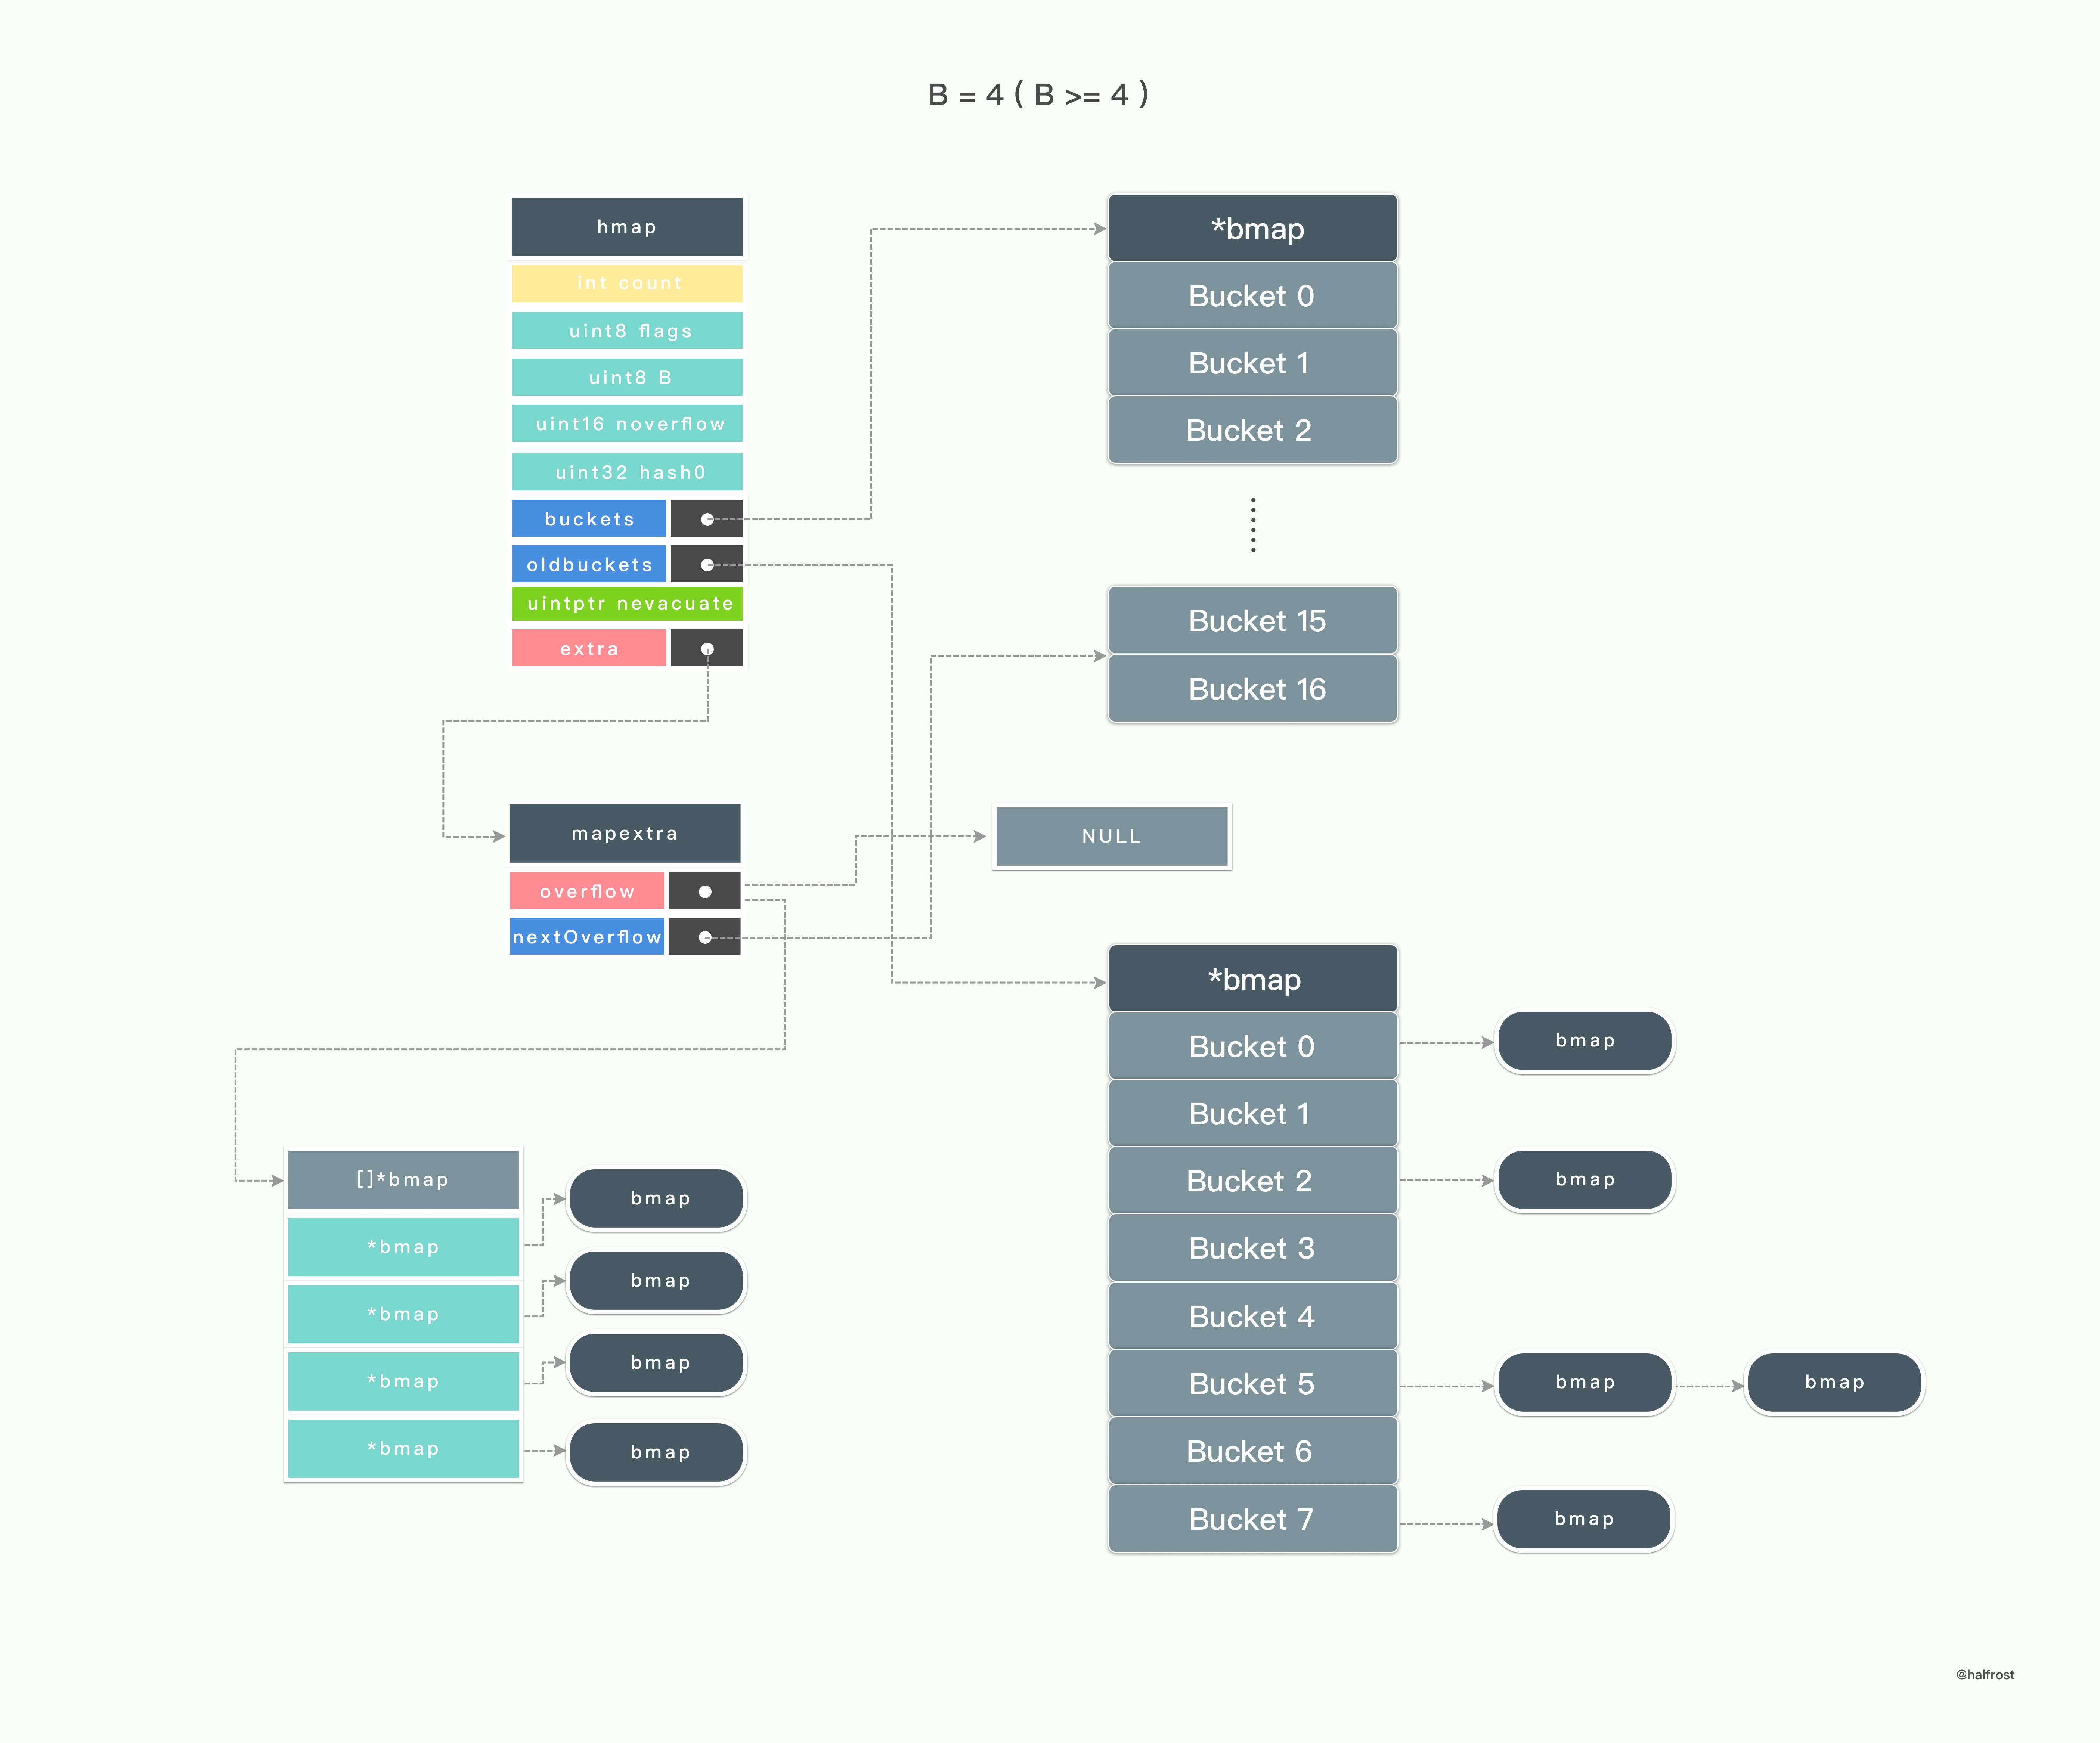 B = 4 ( B >= 4 )
hmap
int count
uint8 flags
uint8 B
uint16 noverflow
uint32 hash0
buckets
oldbuckets
uintptr nevacuate
extra
*bmap
Bucket 0
Bucket 1
Bucket 2
Bucket 15
Bucket 16
mapextra
overflow
nextOverflow
NULL
*bmap
Bucket 0
Bucket 1
Bucket 2
Bucket 3
Bucket 4
Bucket 5
Bucket 6
Bucket 7
bmap
bmap
bmap
bmap
bmap
[]*bmap
*bmap
*bmap
*bmap
*bmap
bmap
bmap
bmap
bmap
@halfrost